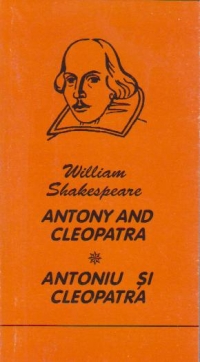 William
Shakespeare
ANTONY AND
CLEOPATRA
ANTONIU ȘI
CLEOPATRA